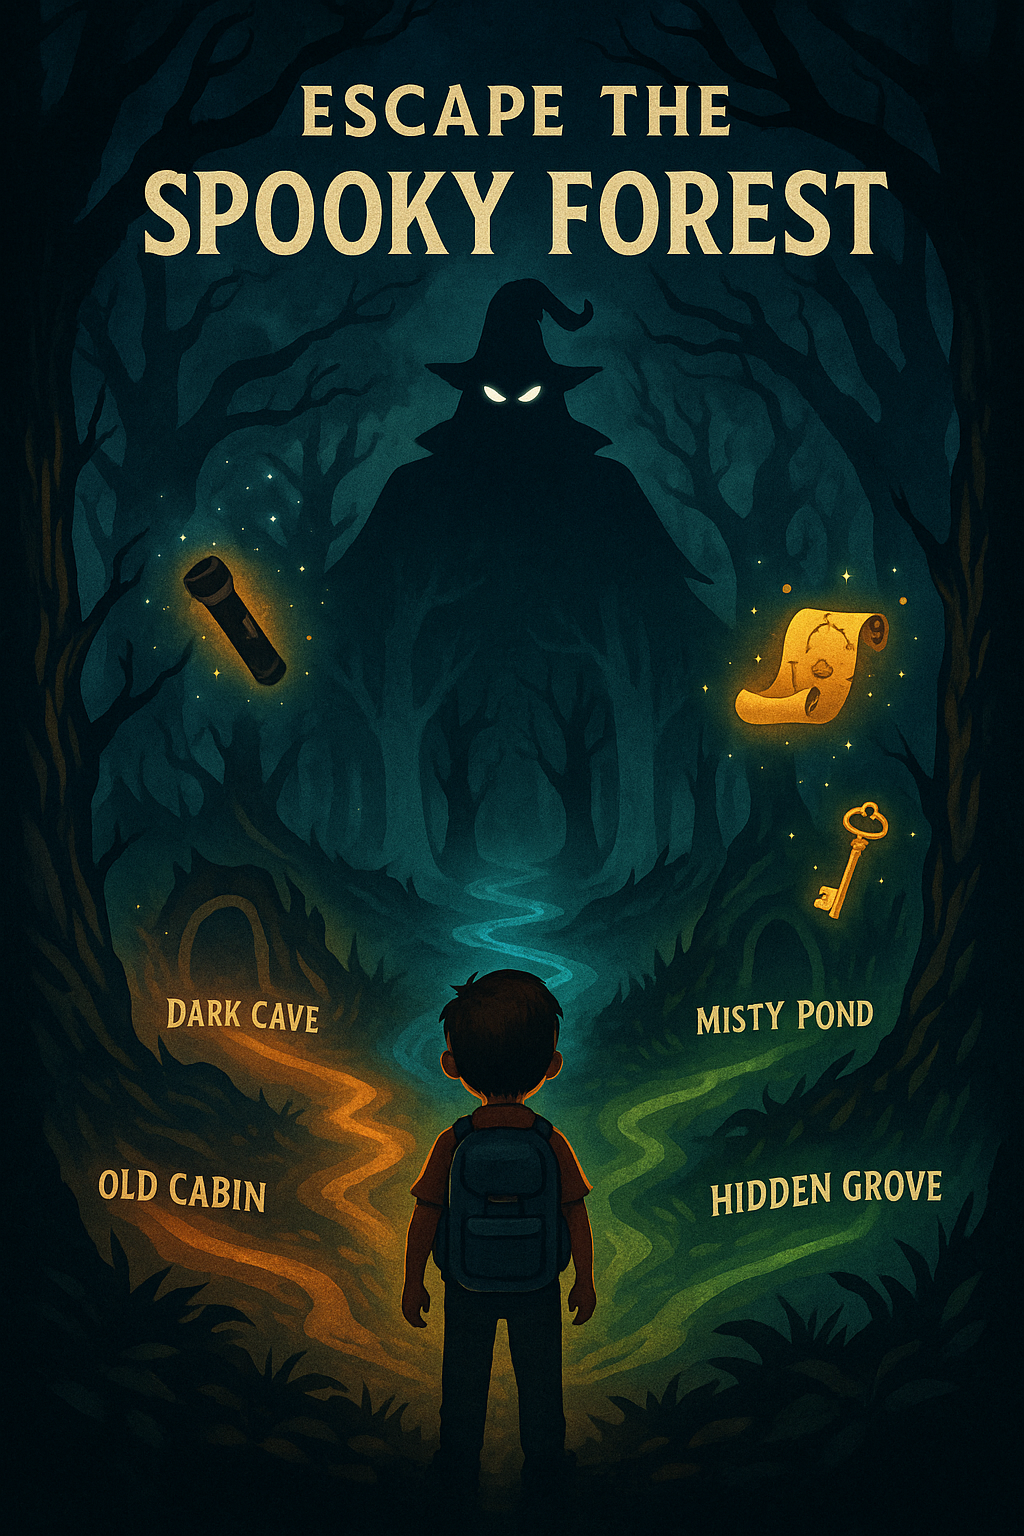 ESCAPE THE
SPOOKY FOREST
DARK CAVE
MISTY POND
OLD CABIN
HIDDEN GROVE